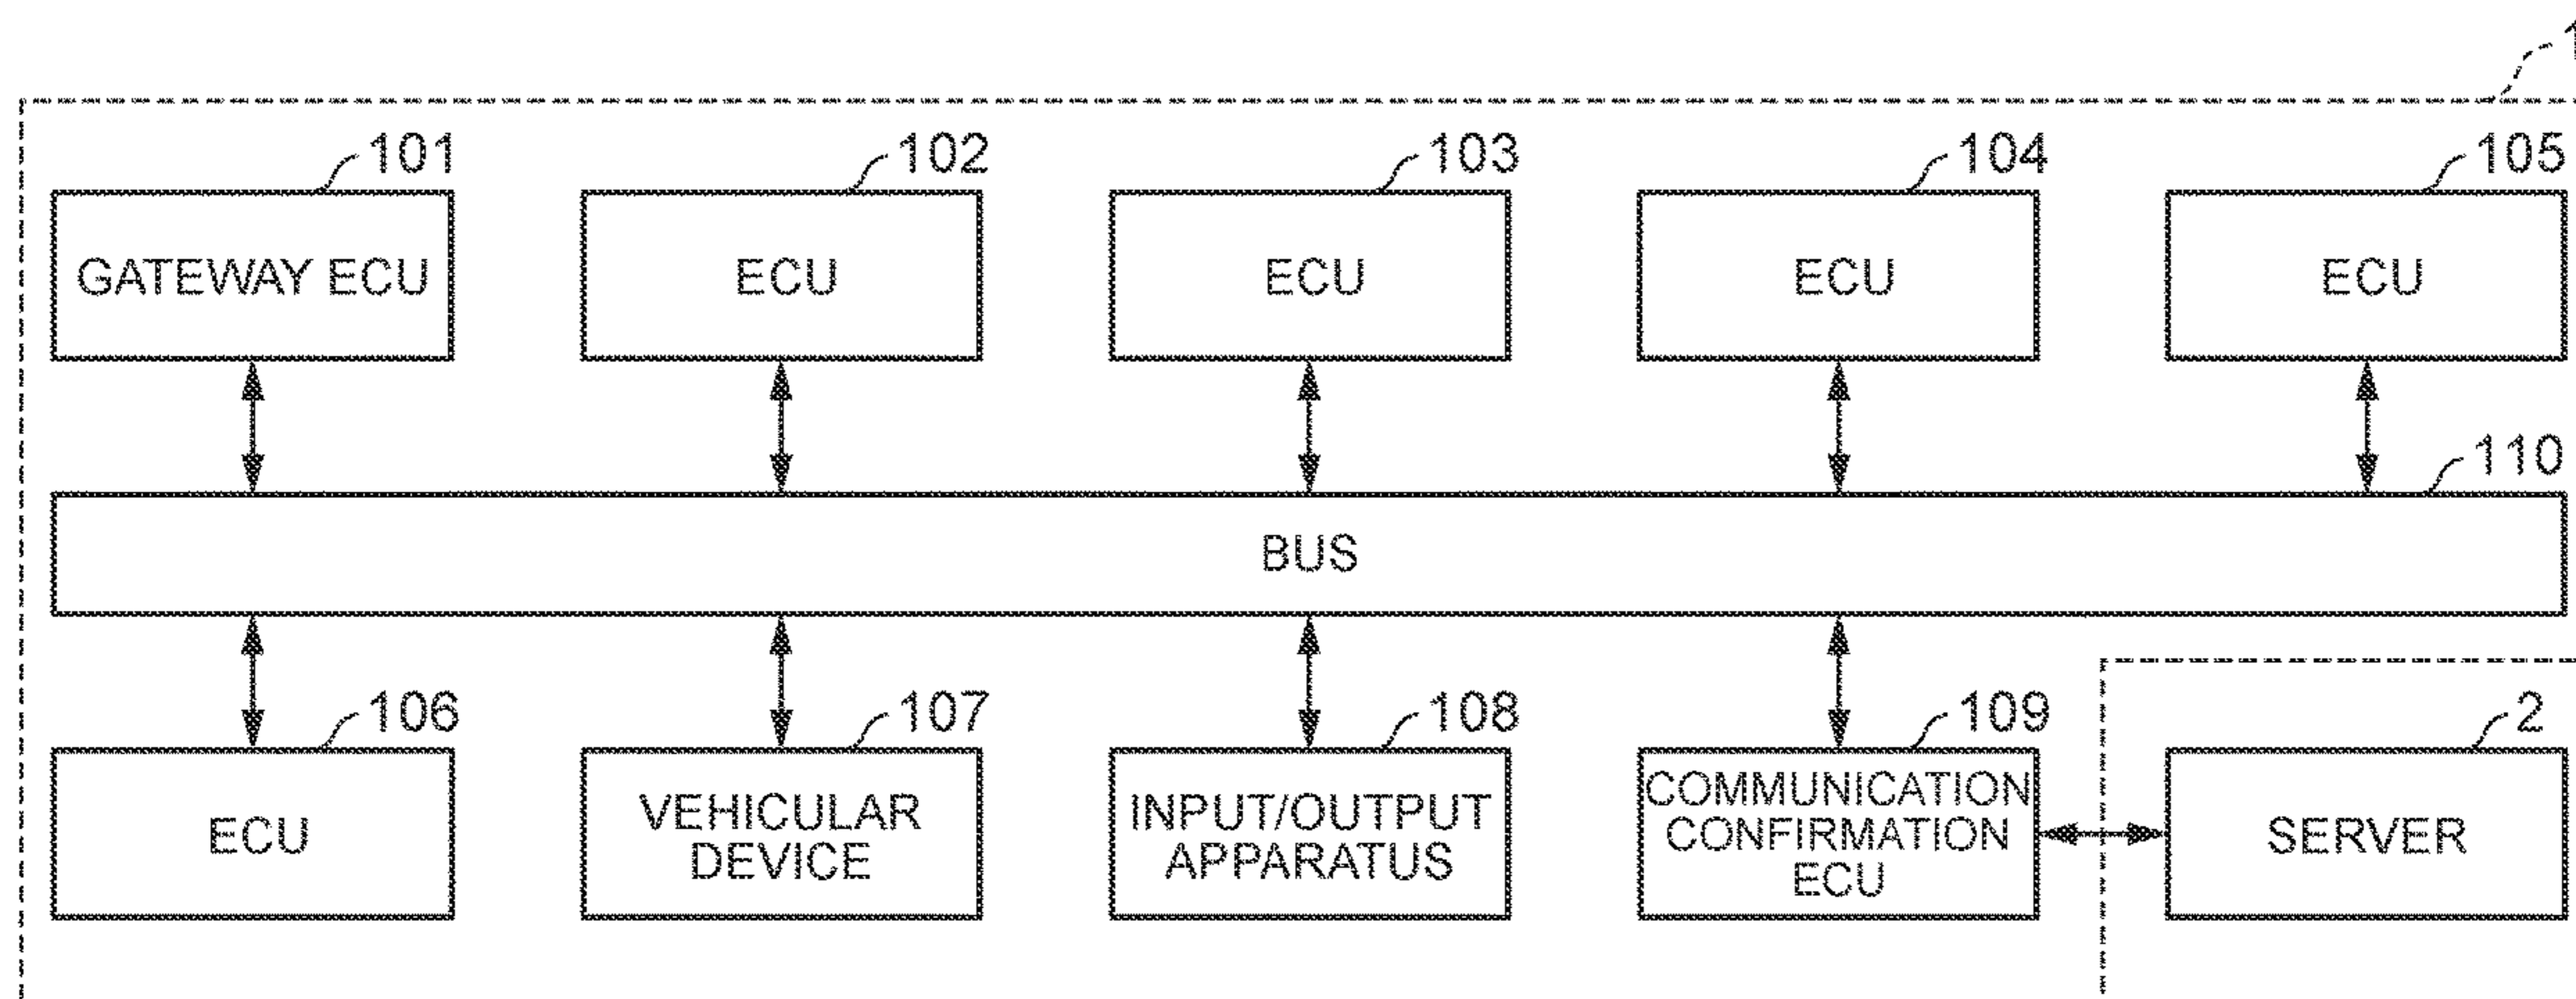 1
101
102
103
104
105
GATEWAY ECU
ECU
ECU
ECU
ECU
110
BUS
106
107
108
109
2
ECU
VEHICULAR
DEVICE
INPUT/OUTPUT
APPARATUS
COMMUNICATION
CONFIRMATION
ECU
SERVER